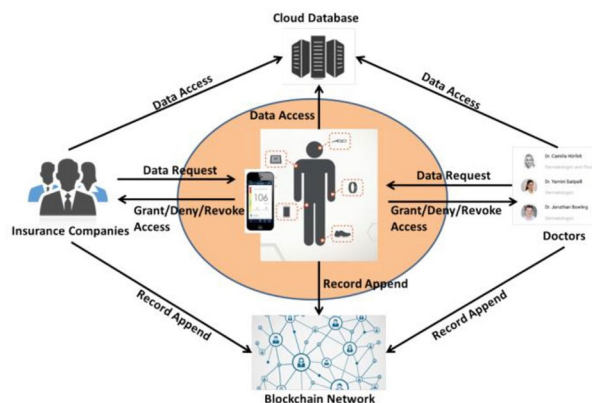 Cloud Database
Data Access
Data Access
Data Access
Data Request
Data Request
106
Grant/Deny/Revoke
Access
Grant/Deny/Revoke
Access
Insurance Companies
Doctors
Record Append
Record Append
Record Append
Blockchain Network